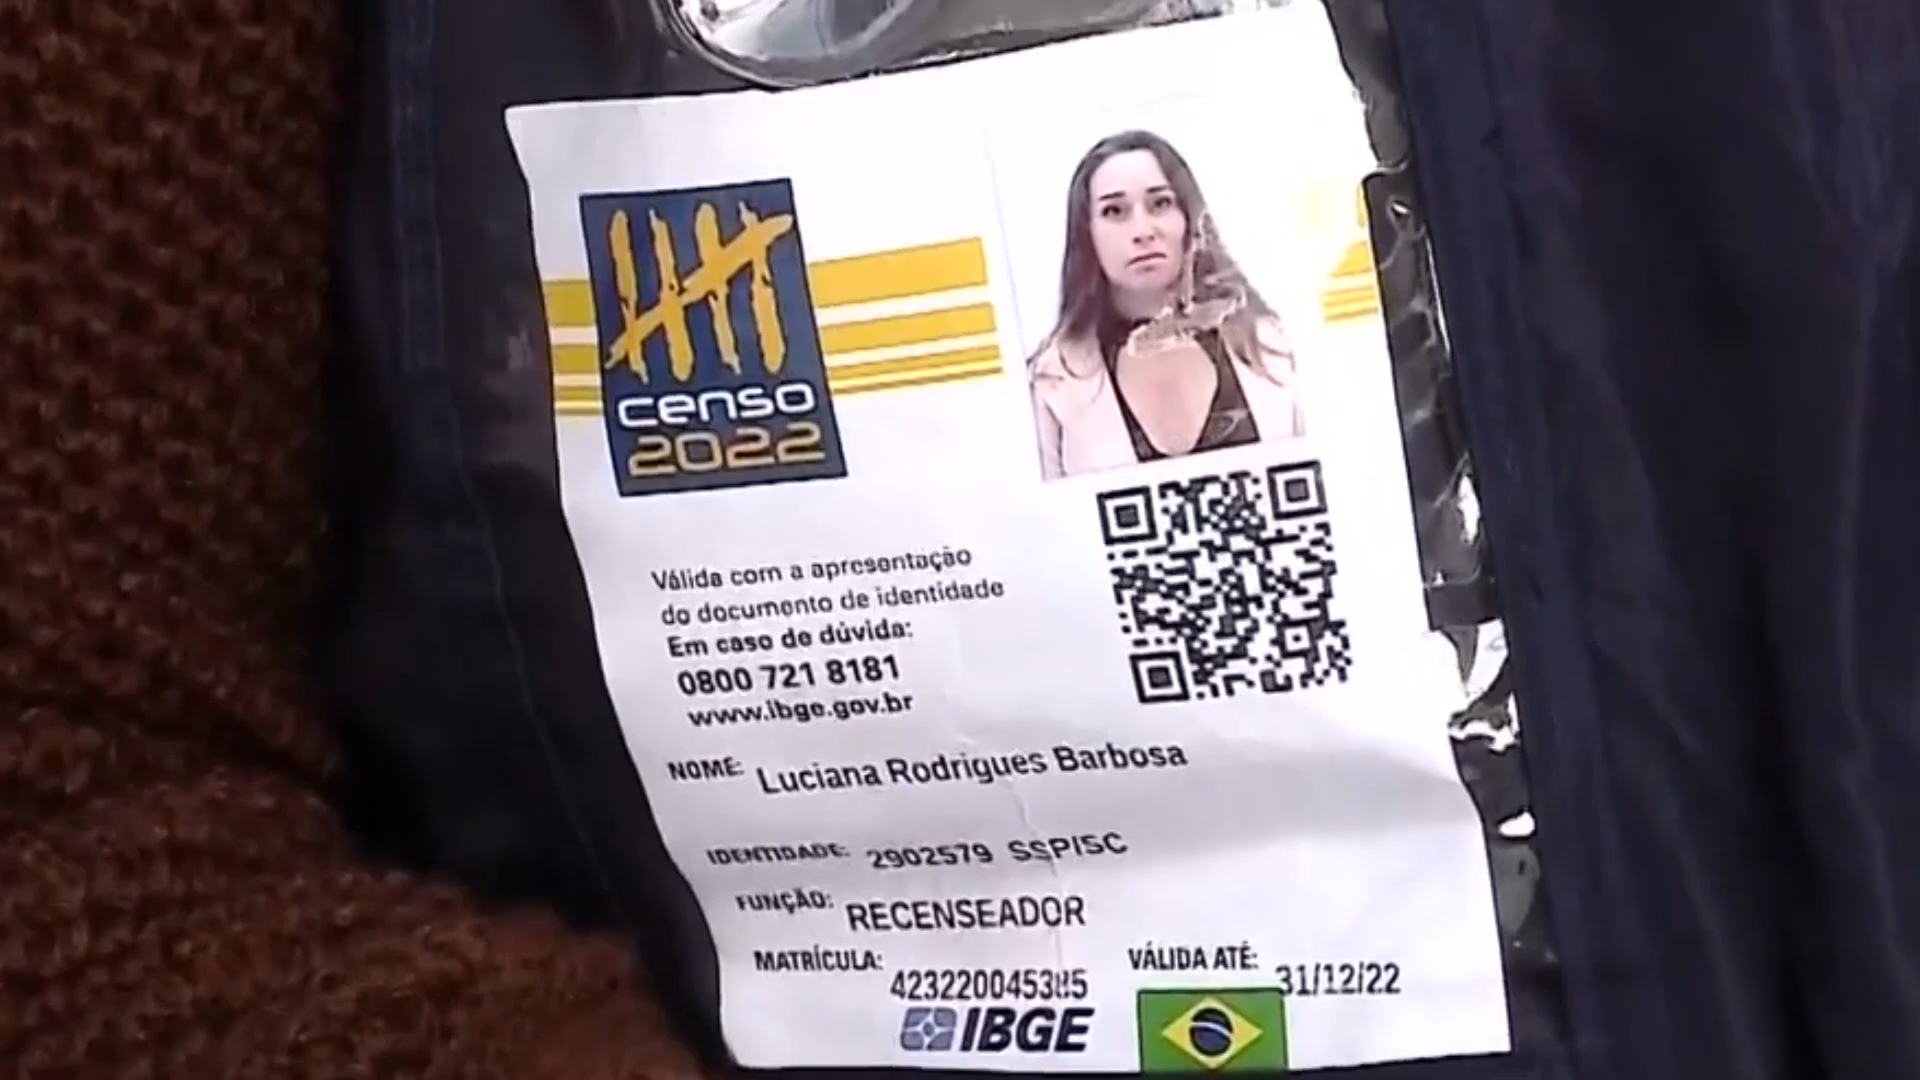 censo
2022
Válida com a apresentação
do documento de identidade
Em caso de dúvida:
0800 721 8181
www.ibge.gov.br
NOME: Luciana Rodrigues Barbosa
IDENTIDADE: 2902579 SSP/SC
FUNÇÃO: RECENSEADOR
MATRÍCULA: VÁLIDA ATÉ:
31/12/22
IBGE